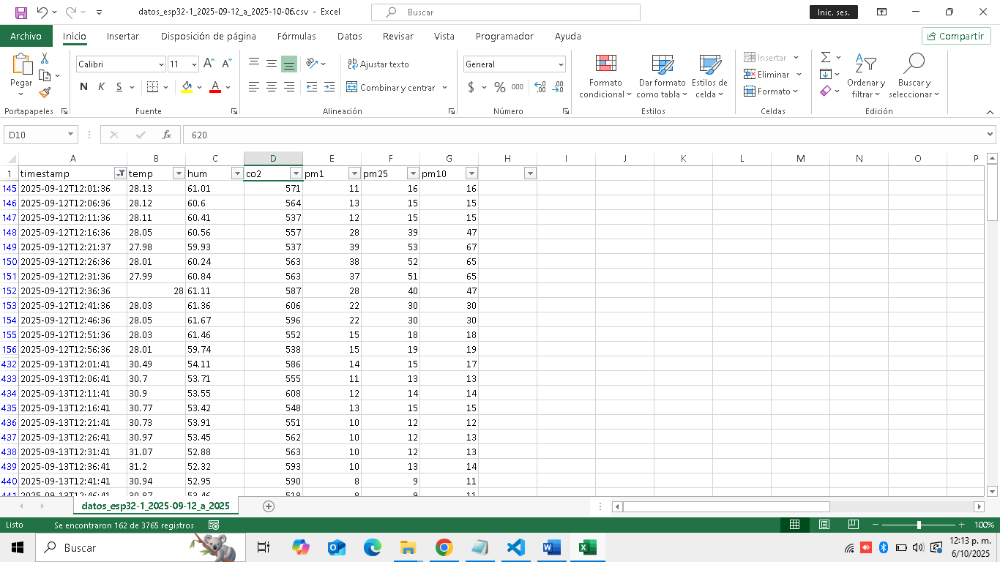 datos_esp32-1_2025-09-12_a_2025-10-06.csv - Excel
Buscar
Inic. ses.
Archivo Inicio Insertar Disposición de página Fórmulas Datos Revisar Vista Programador Ayuda
Compartir
Pegar
Portapapeles
Calibri 11
N K S
Fuente
Ajustar texto
Combinar y centrar
Alineación
General
$ % 000
Número
Formato condicional
Dar formato como tabla
Estilos de celda
Estilos
Insertar
Eliminar
Formato
Celdas
Ordenar y filtrar
Buscar y seleccionar
Edición
D10 fx 620
A B C D E F G H I J K L M N O P
1 timestamp temp hum co2 pm1 pm25 pm10
145 2025-09-12T12:01:36 28.13 61.01 571 11 16 16
146 2025-09-12T12:06:36 28.12 60.6 564 13 15 15
147 2025-09-12T12:11:36 28.11 60.41 537 12 15 15
148 2025-09-12T12:16:36 28.05 60.56 557 28 39 47
149 2025-09-12T12:21:37 27.98 59.93 537 39 53 67
150 2025-09-12T12:26:36 28.01 60.24 563 38 52 65
151 2025-09-12T12:31:36 27.99 60.84 563 37 51 65
152 2025-09-12T12:36:36 28 61.11 587 28 40 47
153 2025-09-12T12:41:36 28.03 61.36 606 22 30 30
154 2025-09-12T12:46:36 28.05 61.67 596 22 30 30
155 2025-09-12T12:51:36 28.03 61.46 552 15 18 18
156 2025-09-12T12:56:36 28.01 59.74 538 15 19 19
432 2025-09-13T12:01:41 30.49 54.11 586 14 15 17
433 2025-09-13T12:06:41 30.7 53.71 555 11 13 13
434 2025-09-13T12:11:41 30.9 53.55 608 12 14 14
435 2025-09-13T12:16:41 30.77 53.42 548 13 15 15
436 2025-09-13T12:21:41 30.73 53.91 551 10 12 12
437 2025-09-13T12:26:41 30.97 53.45 562 10 12 13
438 2025-09-13T12:31:41 31.07 52.88 563 10 12 13
439 2025-09-13T12:36:41 31.2 52.32 593 10 13 14
440 2025-09-13T12:41:41 30.94 52.95 590 8 9 11
441 2025-09-13T12:46:41 30.87 53.46 518 11
datos_esp32-1_2025-09-12_a_2025
Listo Se encontraron 162 de 3765 registros 100%
Buscar
12:13 p. m.
6/10/2025